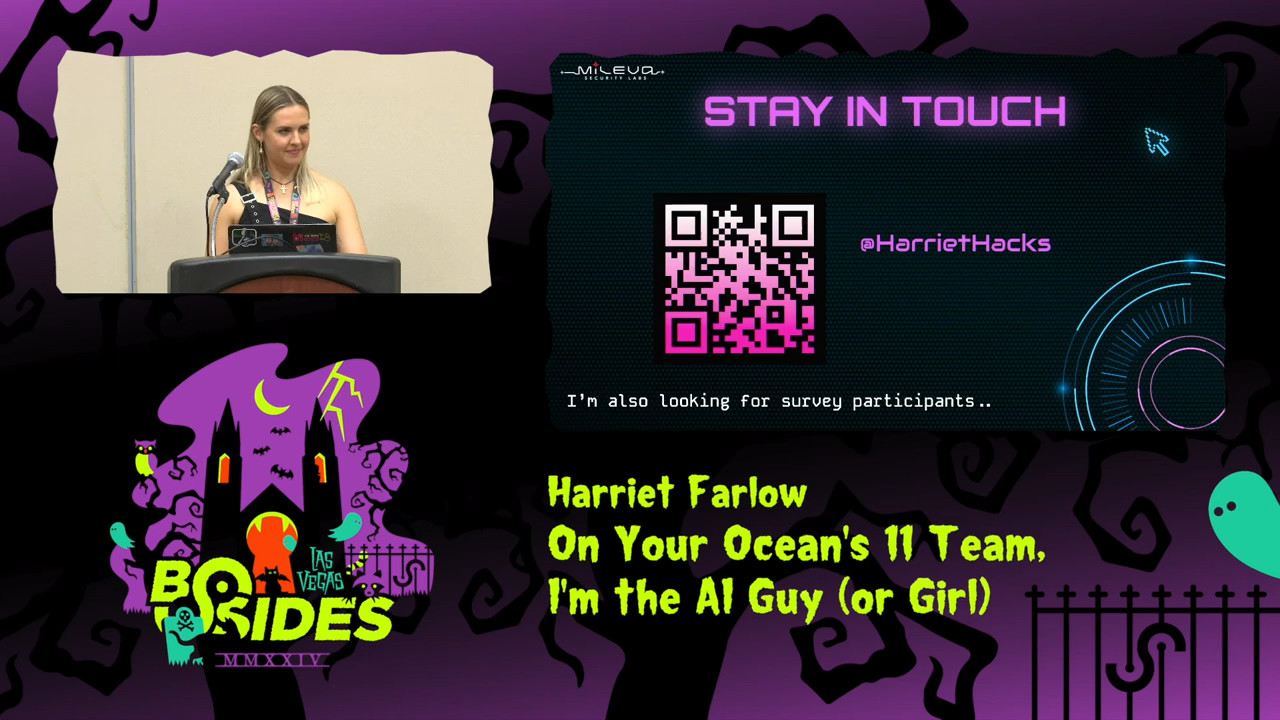 MiLEVA
SECURITY LABS
STAY IN TOUCH
@HarrietHacks
I'm also looking for survey participants..
LAS
VEGAS
BSIDES
MMXXIV
Harriet Farlow
On Your Ocean's 11 Team,
I'm the AI Guy (or Girl)